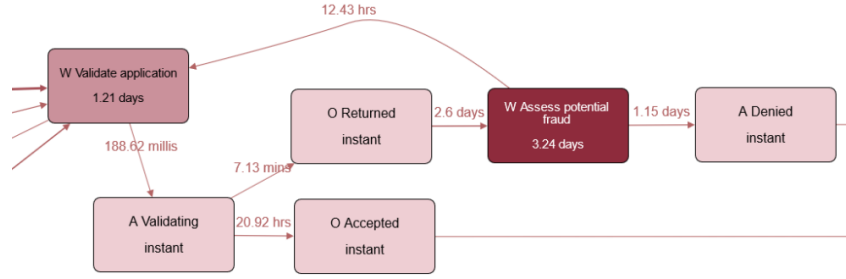 12.43 hrs
W Validate application
1.21 days
188.62 millis
O Returned
instant
2.6 days
W Assess potential
fraud
3.24 days
1.15 days
A Denied
instant
7.13 mins
A Validating
instant
20.92 hrs
O Accepted
instant